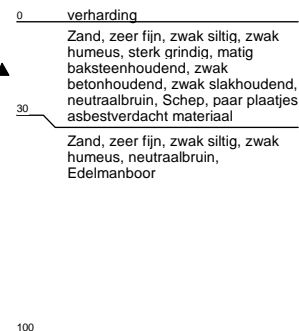 0 verharding
Zand, zeer fijn, zwak siltig, zwak
humeus, sterk grindig, matig
baksteenhoudend, zwak
betonhoudend, zwak slakhoudend,
neutraalbruin, Schep, paar plaatjes
30 asbestverdacht materiaal
Zand, zeer fijn, zwak siltig, zwak
humeus, neutraalbruin,
Edelmanboor
100